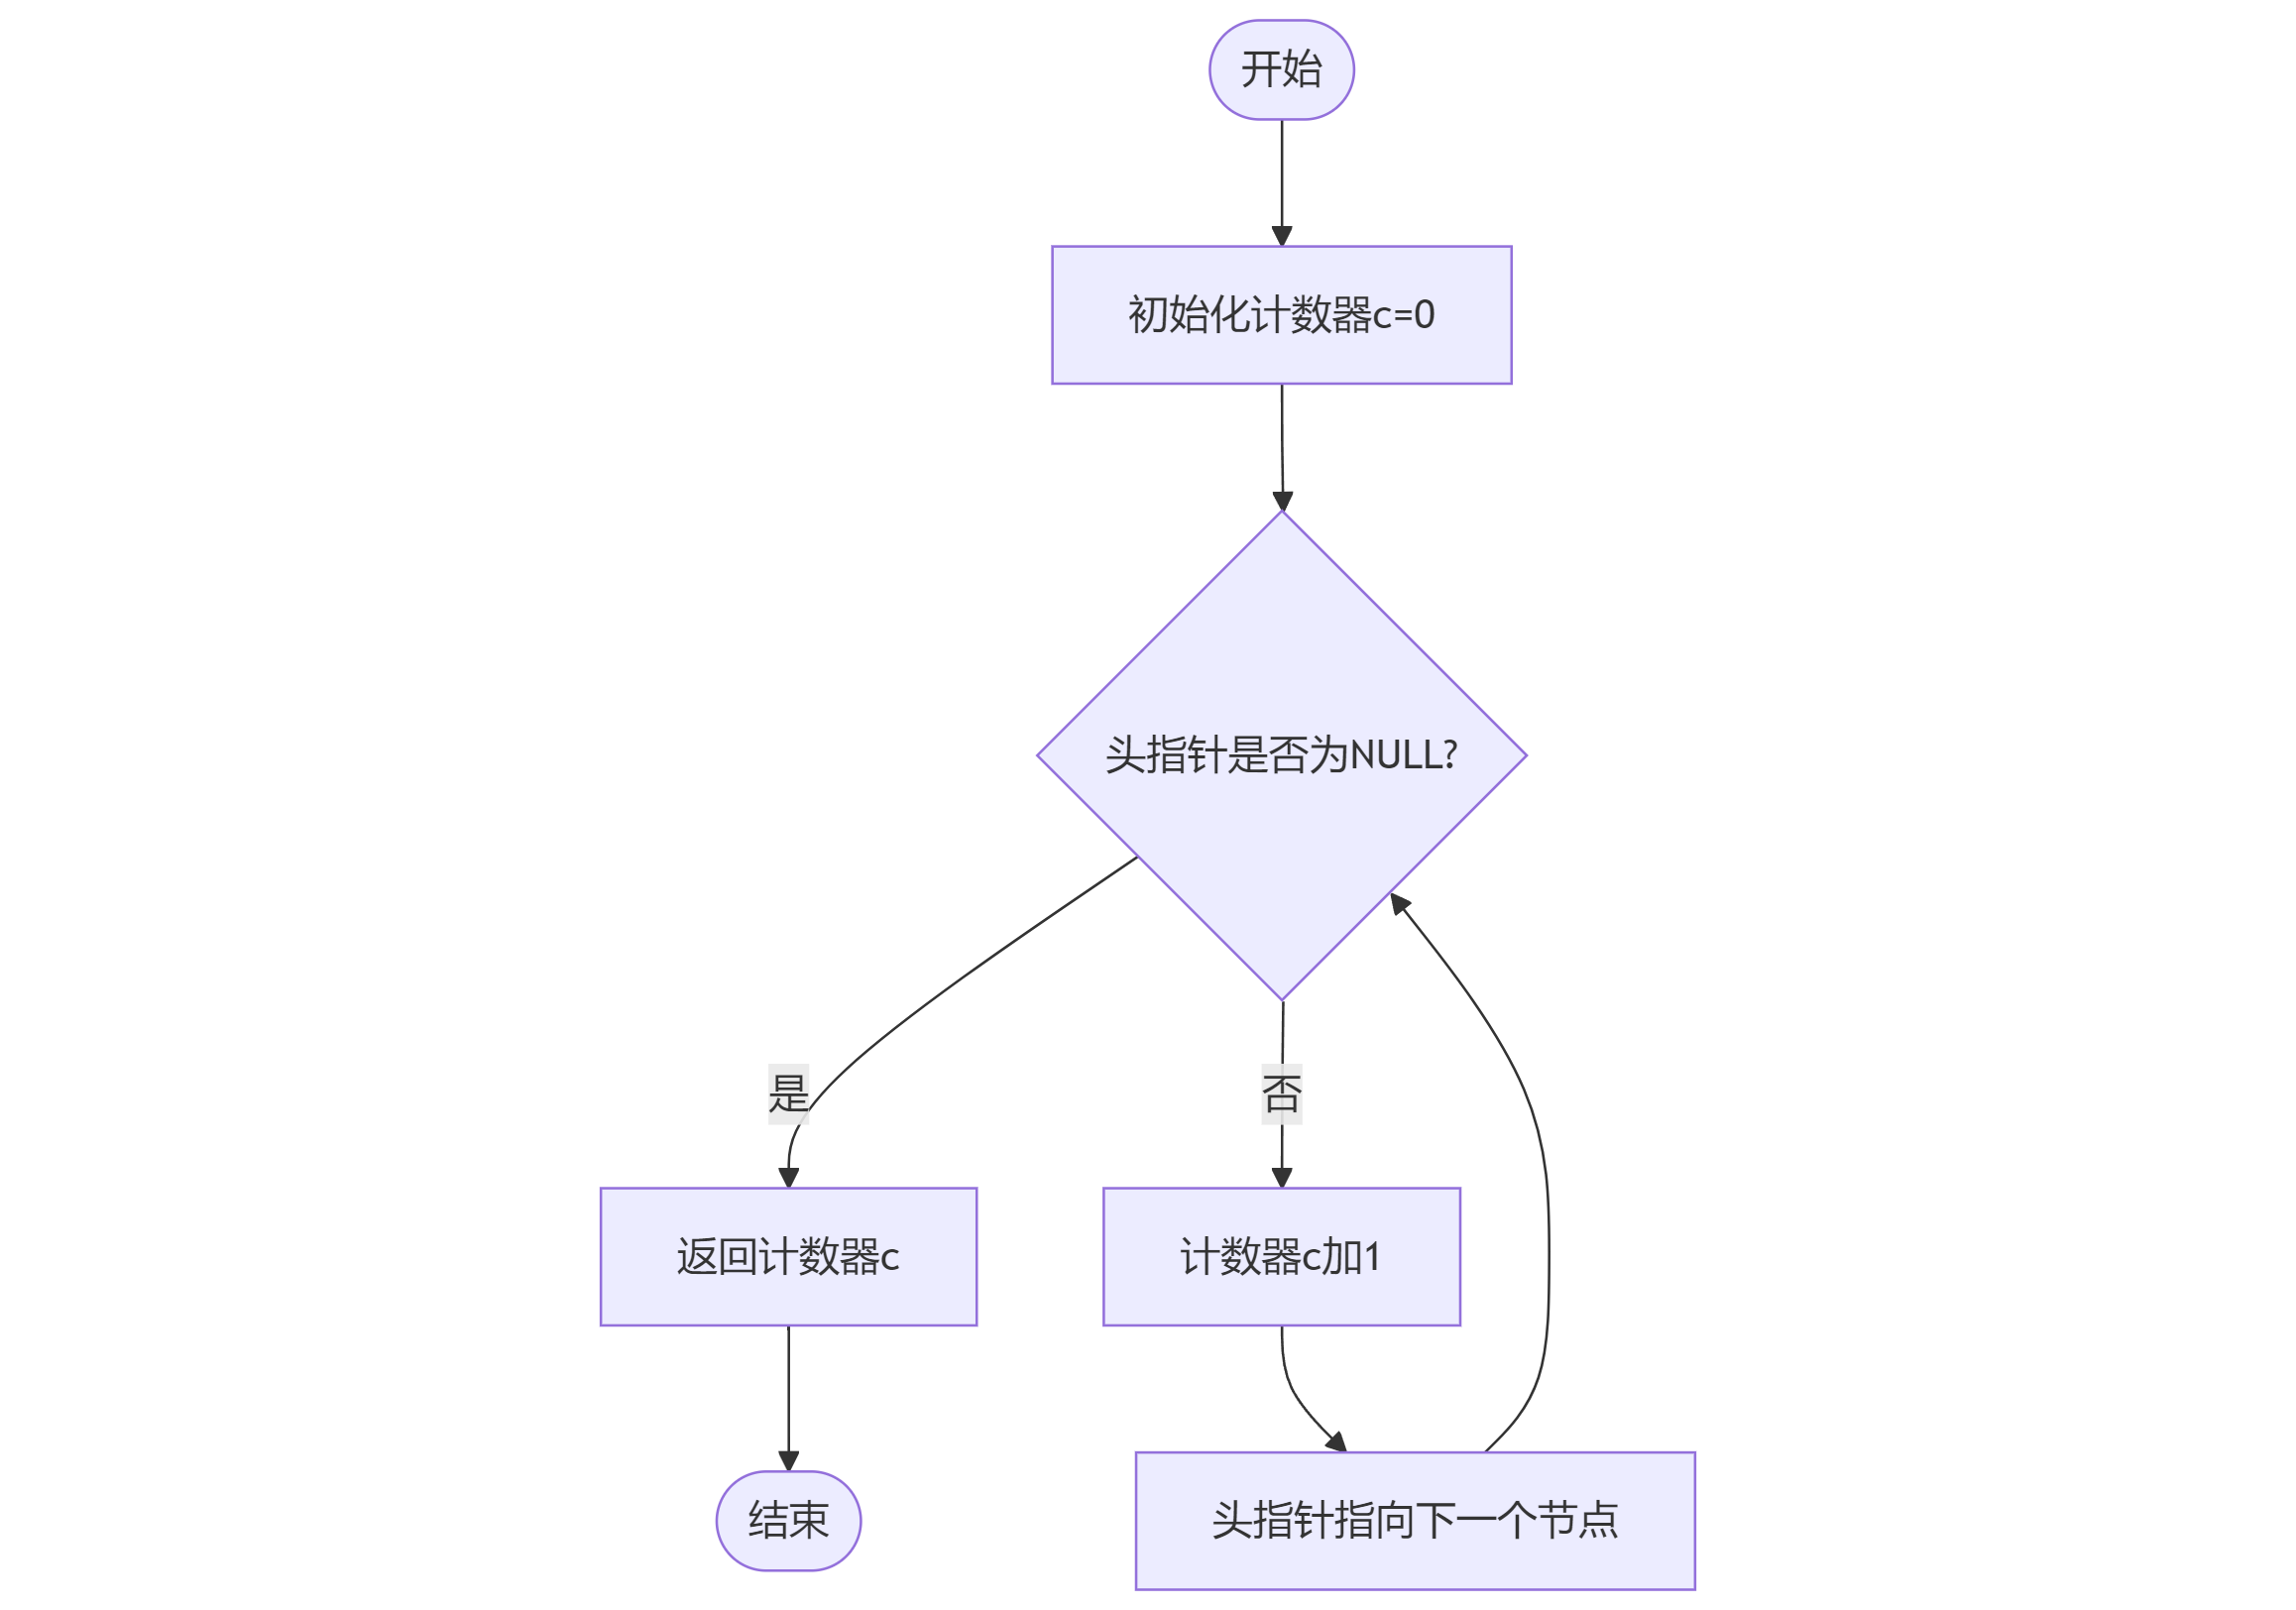 开始
初始化计数器c=0
头指针是否为NULL?
是
否
返回计数器c
计数器c加1
结束
头指针指向下一个节点